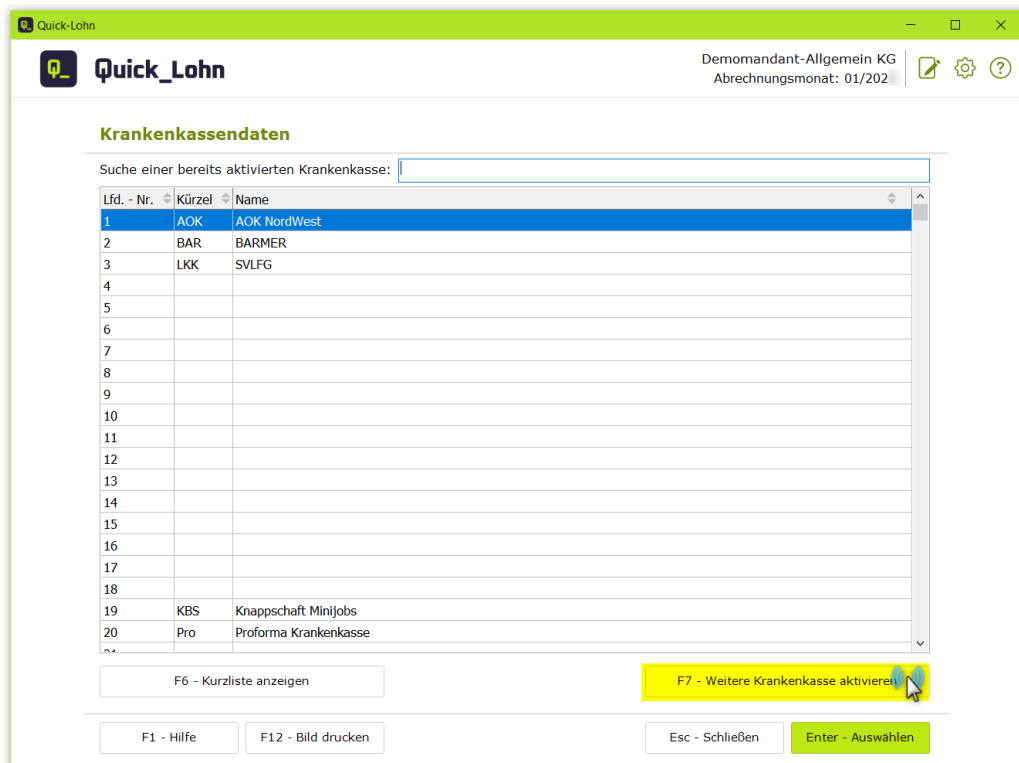 Quick-Lohn
Q_ Quick_Lohn
Demomandant-Allgemein KG
Abrechnungsmonat: 01/202
Krankenkassendaten
Suche einer bereits aktivierten Krankenkasse:
Lfd. - Nr. Kürzel Name
1 AOK AOK NordWest
2 BAR BARMER
3 LKK SVLFG
4
5
6
7
8
9
10
11
12
13
14
15
16
17
18
19 KBS Knappschaft Minijobs
20 Pro Proforma Krankenkasse
F6 - Kurzliste anzeigen
F7 - Weitere Krankenkasse aktivieren
F1 - Hilfe
F12 - Bild drucken
Esc - Schließen
Enter - Auswählen